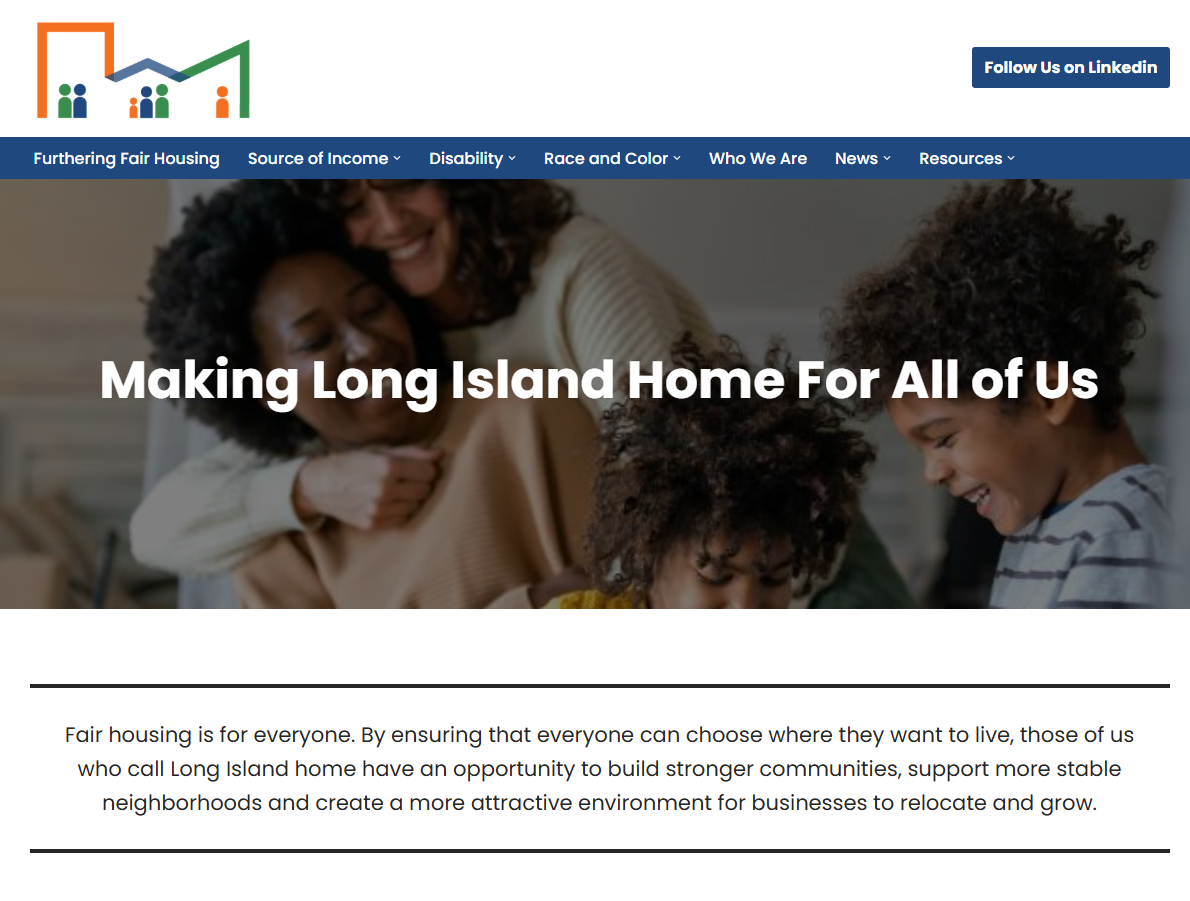 Follow Us on Linkedin
Furthering Fair Housing Source of Income Disability Race and Color Who We Are News Resources
Making Long Island Home For All of Us
Fair housing is for everyone. By ensuring that everyone can choose where they want to live, those of us
who call Long Island home have an opportunity to build stronger communities, support more stable
neighborhoods and create a more attractive environment for businesses to relocate and grow.